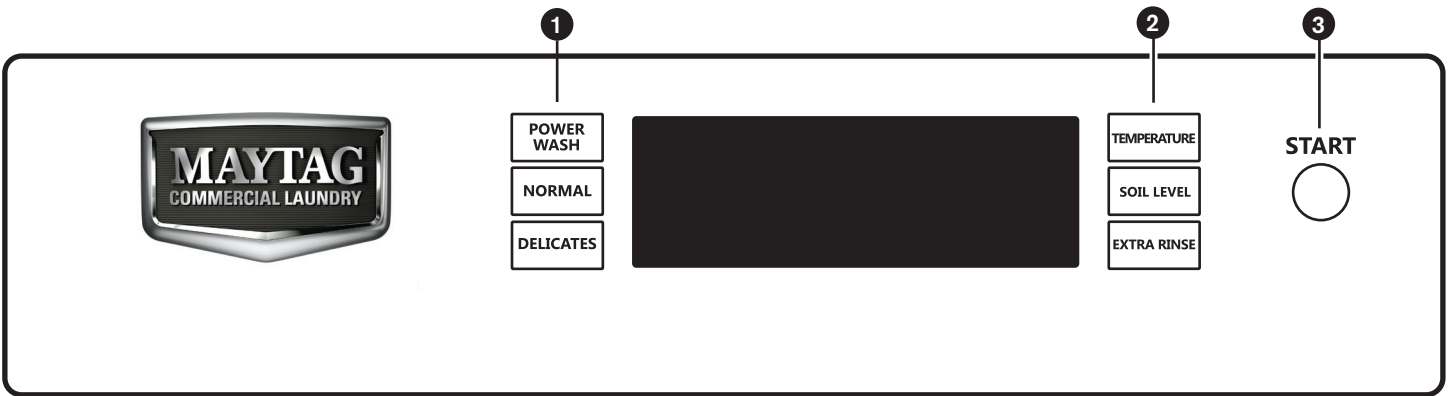 1
2
3
MAYTAG
COMMERCIAL LAUNDRY
POWER
WASH
NORMAL
DELICATES
TEMPERATURE
SOIL LEVEL
EXTRA RINSE
START